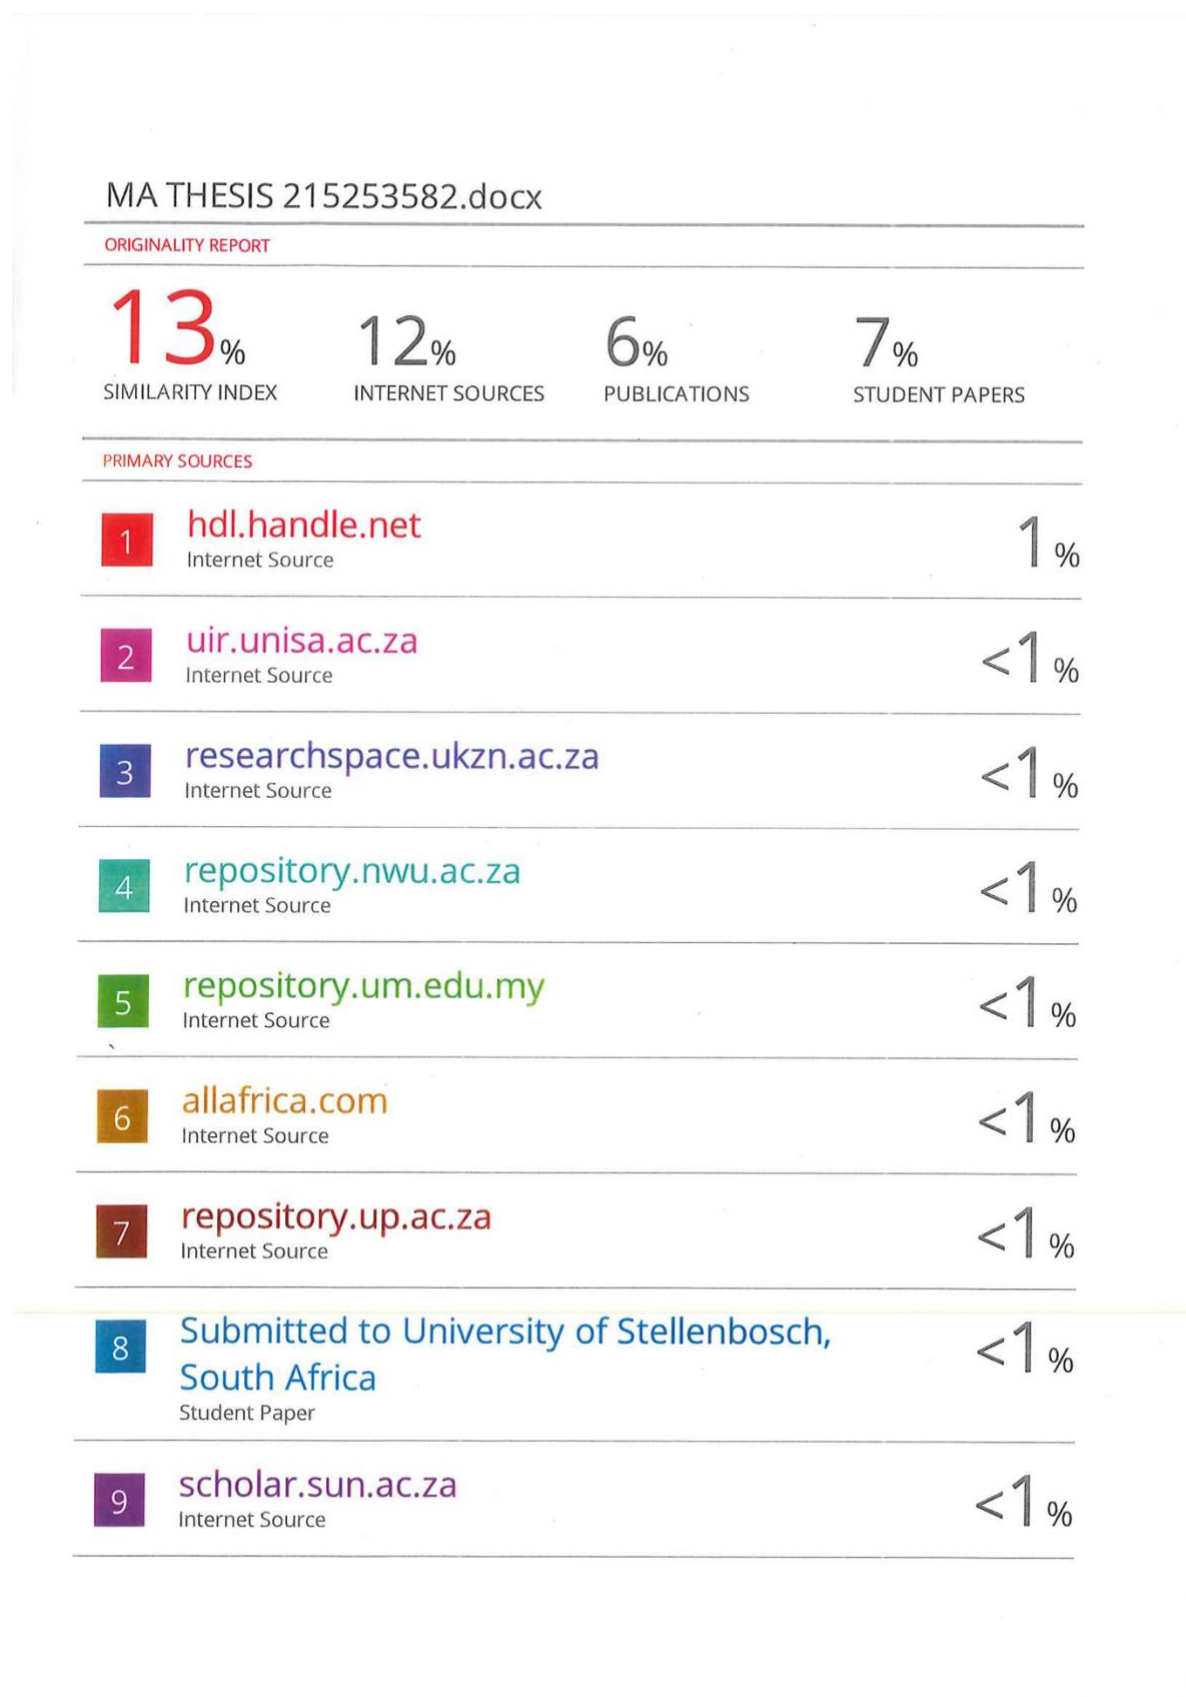 MA THESIS 215253582.docx
ORIGINALITY REPORT
13% 12% 6% 7%
SIMILARITY INDEX INTERNET SOURCES PUBLICATIONS STUDENT PAPERS
PRIMARY SOURCES
1 hdl.handle.net 1%
Internet Source
2 uir.unisa.ac.za <1%
Internet Source
3 researchspace.ukzn.ac.za <1%
Internet Source
4 repository.nwu.ac.za <1%
Internet Source
5 repository.um.edu.my <1%
Internet Source
6 allafrica.com <1%
Internet Source
7 repository.up.ac.za <1%
Internet Source
8 Submitted to University of Stellenbosch, <1%
South Africa
Student Paper
9 scholar.sun.ac.za <1%
Internet Source